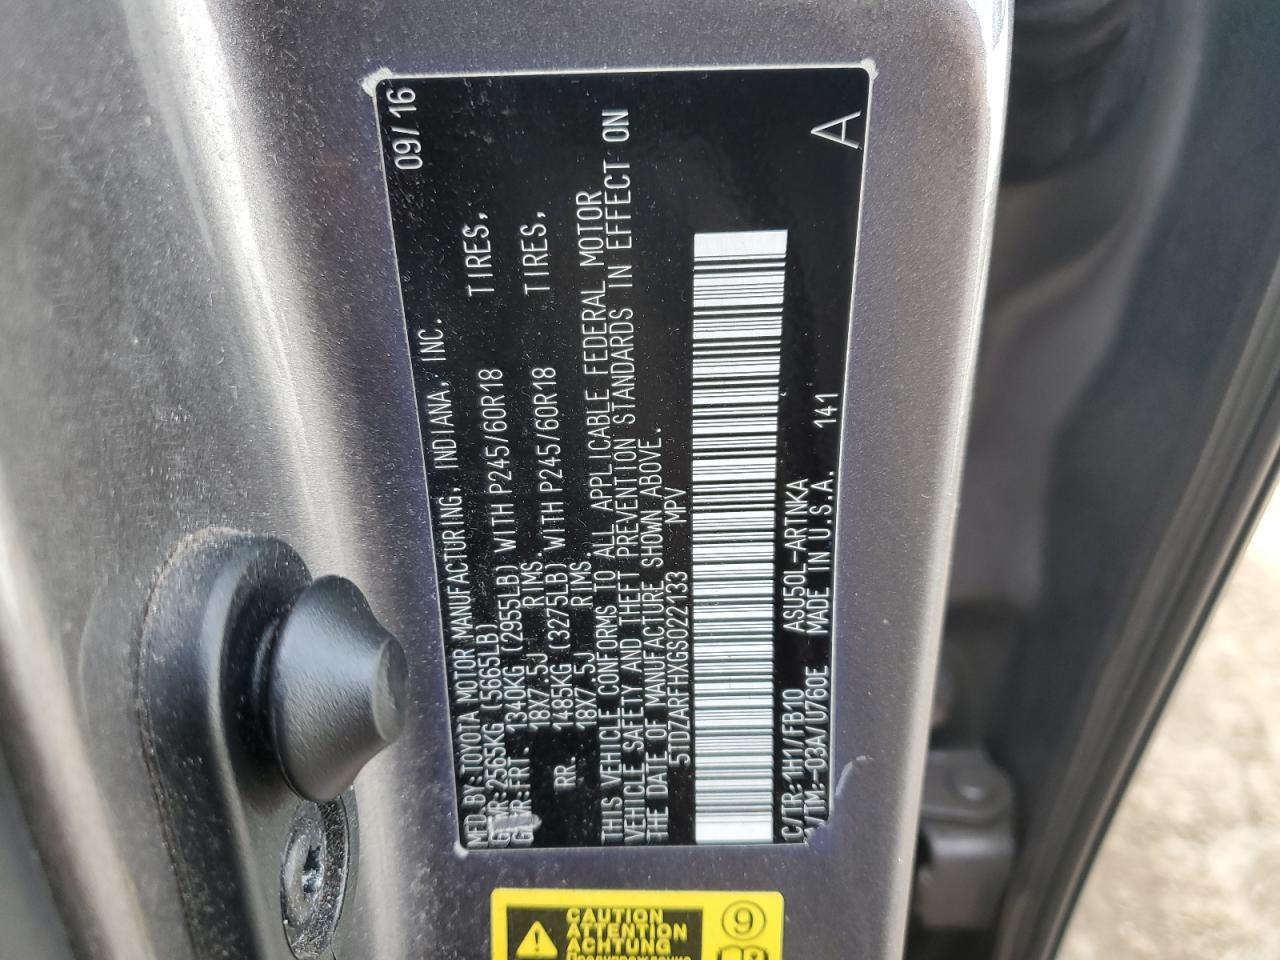 MFD.BY:TOYOTA MOTOR MANUFACTURING, INDIANA, INC. 09/16
GVWR:2565KG (5665LB)
GAWR:FRT. 1340KG (2955LB) WITH P245/60R18 TIRES,
18X7.5J RIMS.
RR. 1485KG (3275LB) WITH P245/60R18 TIRES,
18X7.5J RIMS.
THIS VEHICLE CONFORMS TO ALL APPLICABLE FEDERAL MOTOR
VEHICLE SAFETY AND THEFT PREVENTION STANDARDS IN EFFECT ON
THE DATE OF MANUFACTURE SHOWN ABOVE.
5TDZARFHXGS022133 MPV
C/TR:1H1/FB10 ASU50L-ARTNKA
/TM:-03A/U760E MADE IN U.S.A. 141 A
CAUTION
ATTENTION
ACHTUNG
9